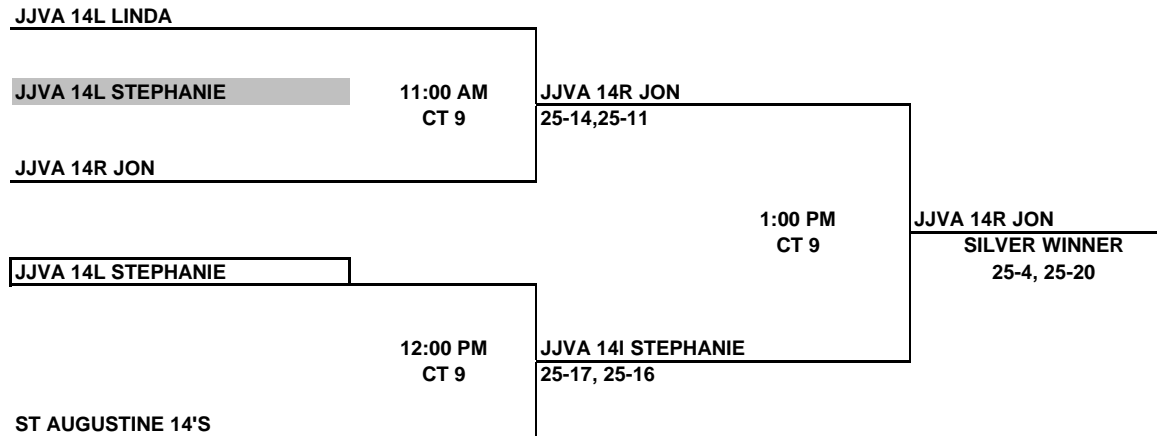 JJVA 14L LINDA
JJVA 14L STEPHANIE 11:00 AM JJVA 14R JON
CT 9 25-14,25-11
JJVA 14R JON
1:00 PM JJVA 14R JON
CT 9 SILVER WINNER
JJVA 14L STEPHANIE 25-4, 25-20
12:00 PM JJVA 14I STEPHANIE
CT 9 25-17, 25-16
ST AUGUSTINE 14'S